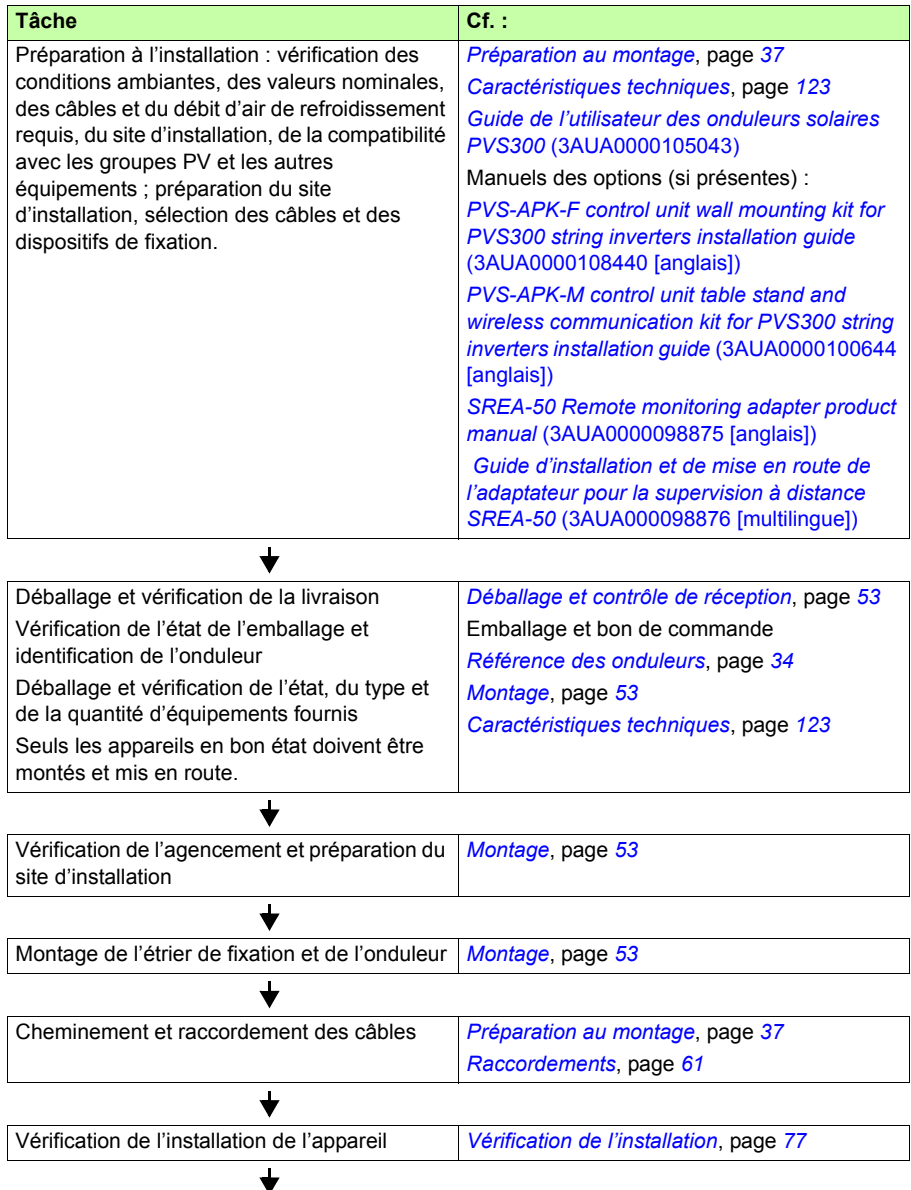 Tâche
Cf. :
Préparation à l’installation : vérification des
conditions ambiantes, des valeurs nominales,
des câbles et du débit d’air de refroidissement
requis, du site d’installation, de la compatibilité
avec les groupes PV et les autres
équipements ; préparation du site
d’installation, sélection des câbles et des
dispositifs de fixation.
Préparation au montage, page 37
Caractéristiques techniques, page 123
Guide de l’utilisateur des onduleurs solaires
PVS300 (3AUA0000105043)
Manuels des options (si présentes) :
PVS-APK-F control unit wall mounting kit for
PVS300 string inverters installation guide
(3AUA0000108440 [anglais])
PVS-APK-M control unit table stand and
wireless communication kit for PVS300 string
inverters installation guide (3AUA0000100644
[anglais])
SREA-50 Remote monitoring adapter product
manual (3AUA0000098875 [anglais])
Guide d’installation et de mise en route de
l’adaptateur pour la supervision à distance
SREA-50 (3AUA000098876 [multilingue])
Déballage et vérification de la livraison
Vérification de l’état de l’emballage et
identification de l’onduleur
Déballage et vérification de l’état, du type et
de la quantité d’équipements fournis
Seuls les appareils en bon état doivent être
montés et mis en route.
Déballage et contrôle de réception, page 53
Emballage et bon de commande
Référence des onduleurs, page 34
Montage, page 53
Caractéristiques techniques, page 123
Vérification de l’agencement et préparation du
site d’installation
Montage, page 53
Montage de l’étrier de fixation et de l’onduleur
Montage, page 53
Cheminement et raccordement des câbles
Préparation au montage, page 37
Raccordements, page 61
Vérification de l’installation de l’appareil
Vérification de l’installation, page 77